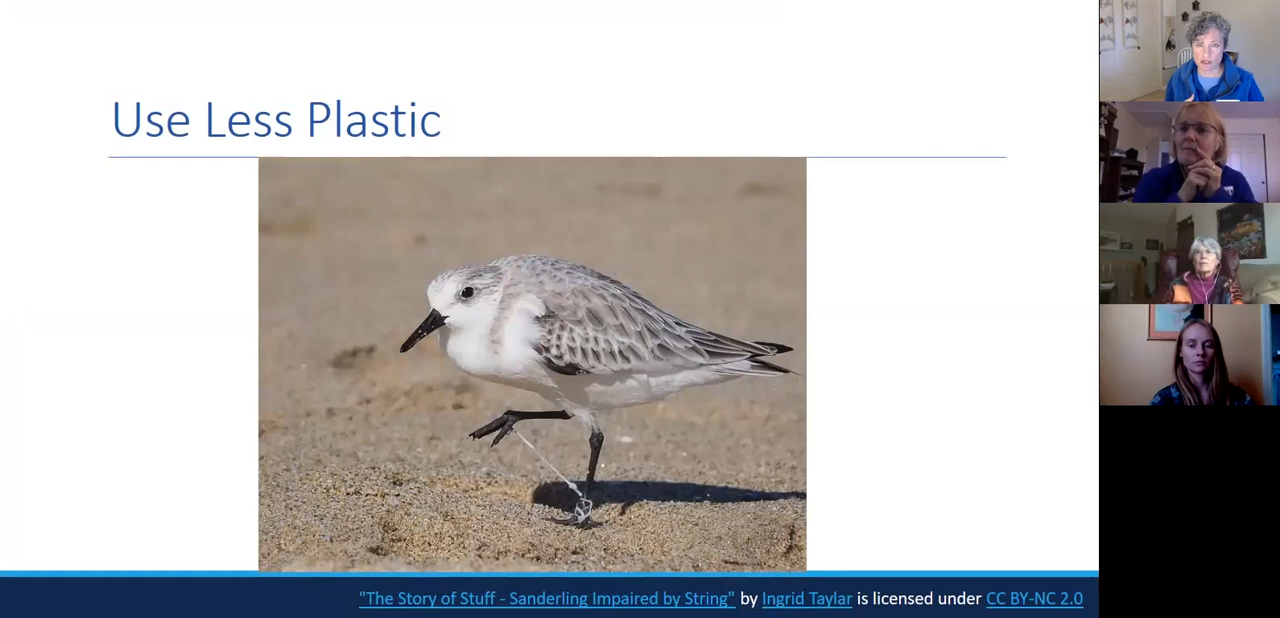 Use Less Plastic
"The Story of Stuff - Sanderling Impaired by String" by Ingrid Taylar is licensed under CC BY-NC 2.0